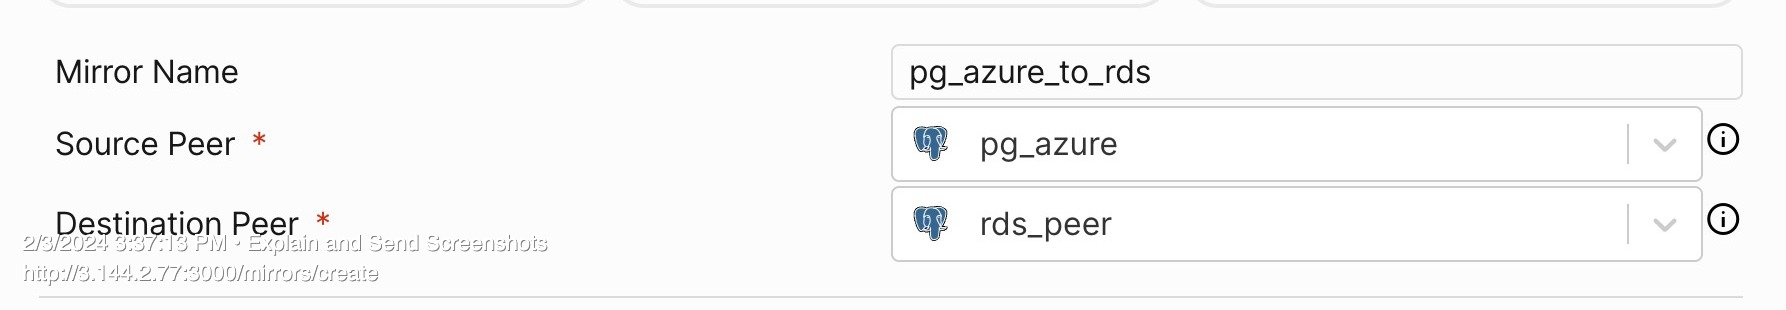 Mirror Name
pg_azure_to_rds
Source Peer *
pg_azure
Destination Peer *
rds_peer
2/3/2024 3:37:13 PM • Explain and Send Screenshots
http://3.144.2.77:3000/mirrors/create